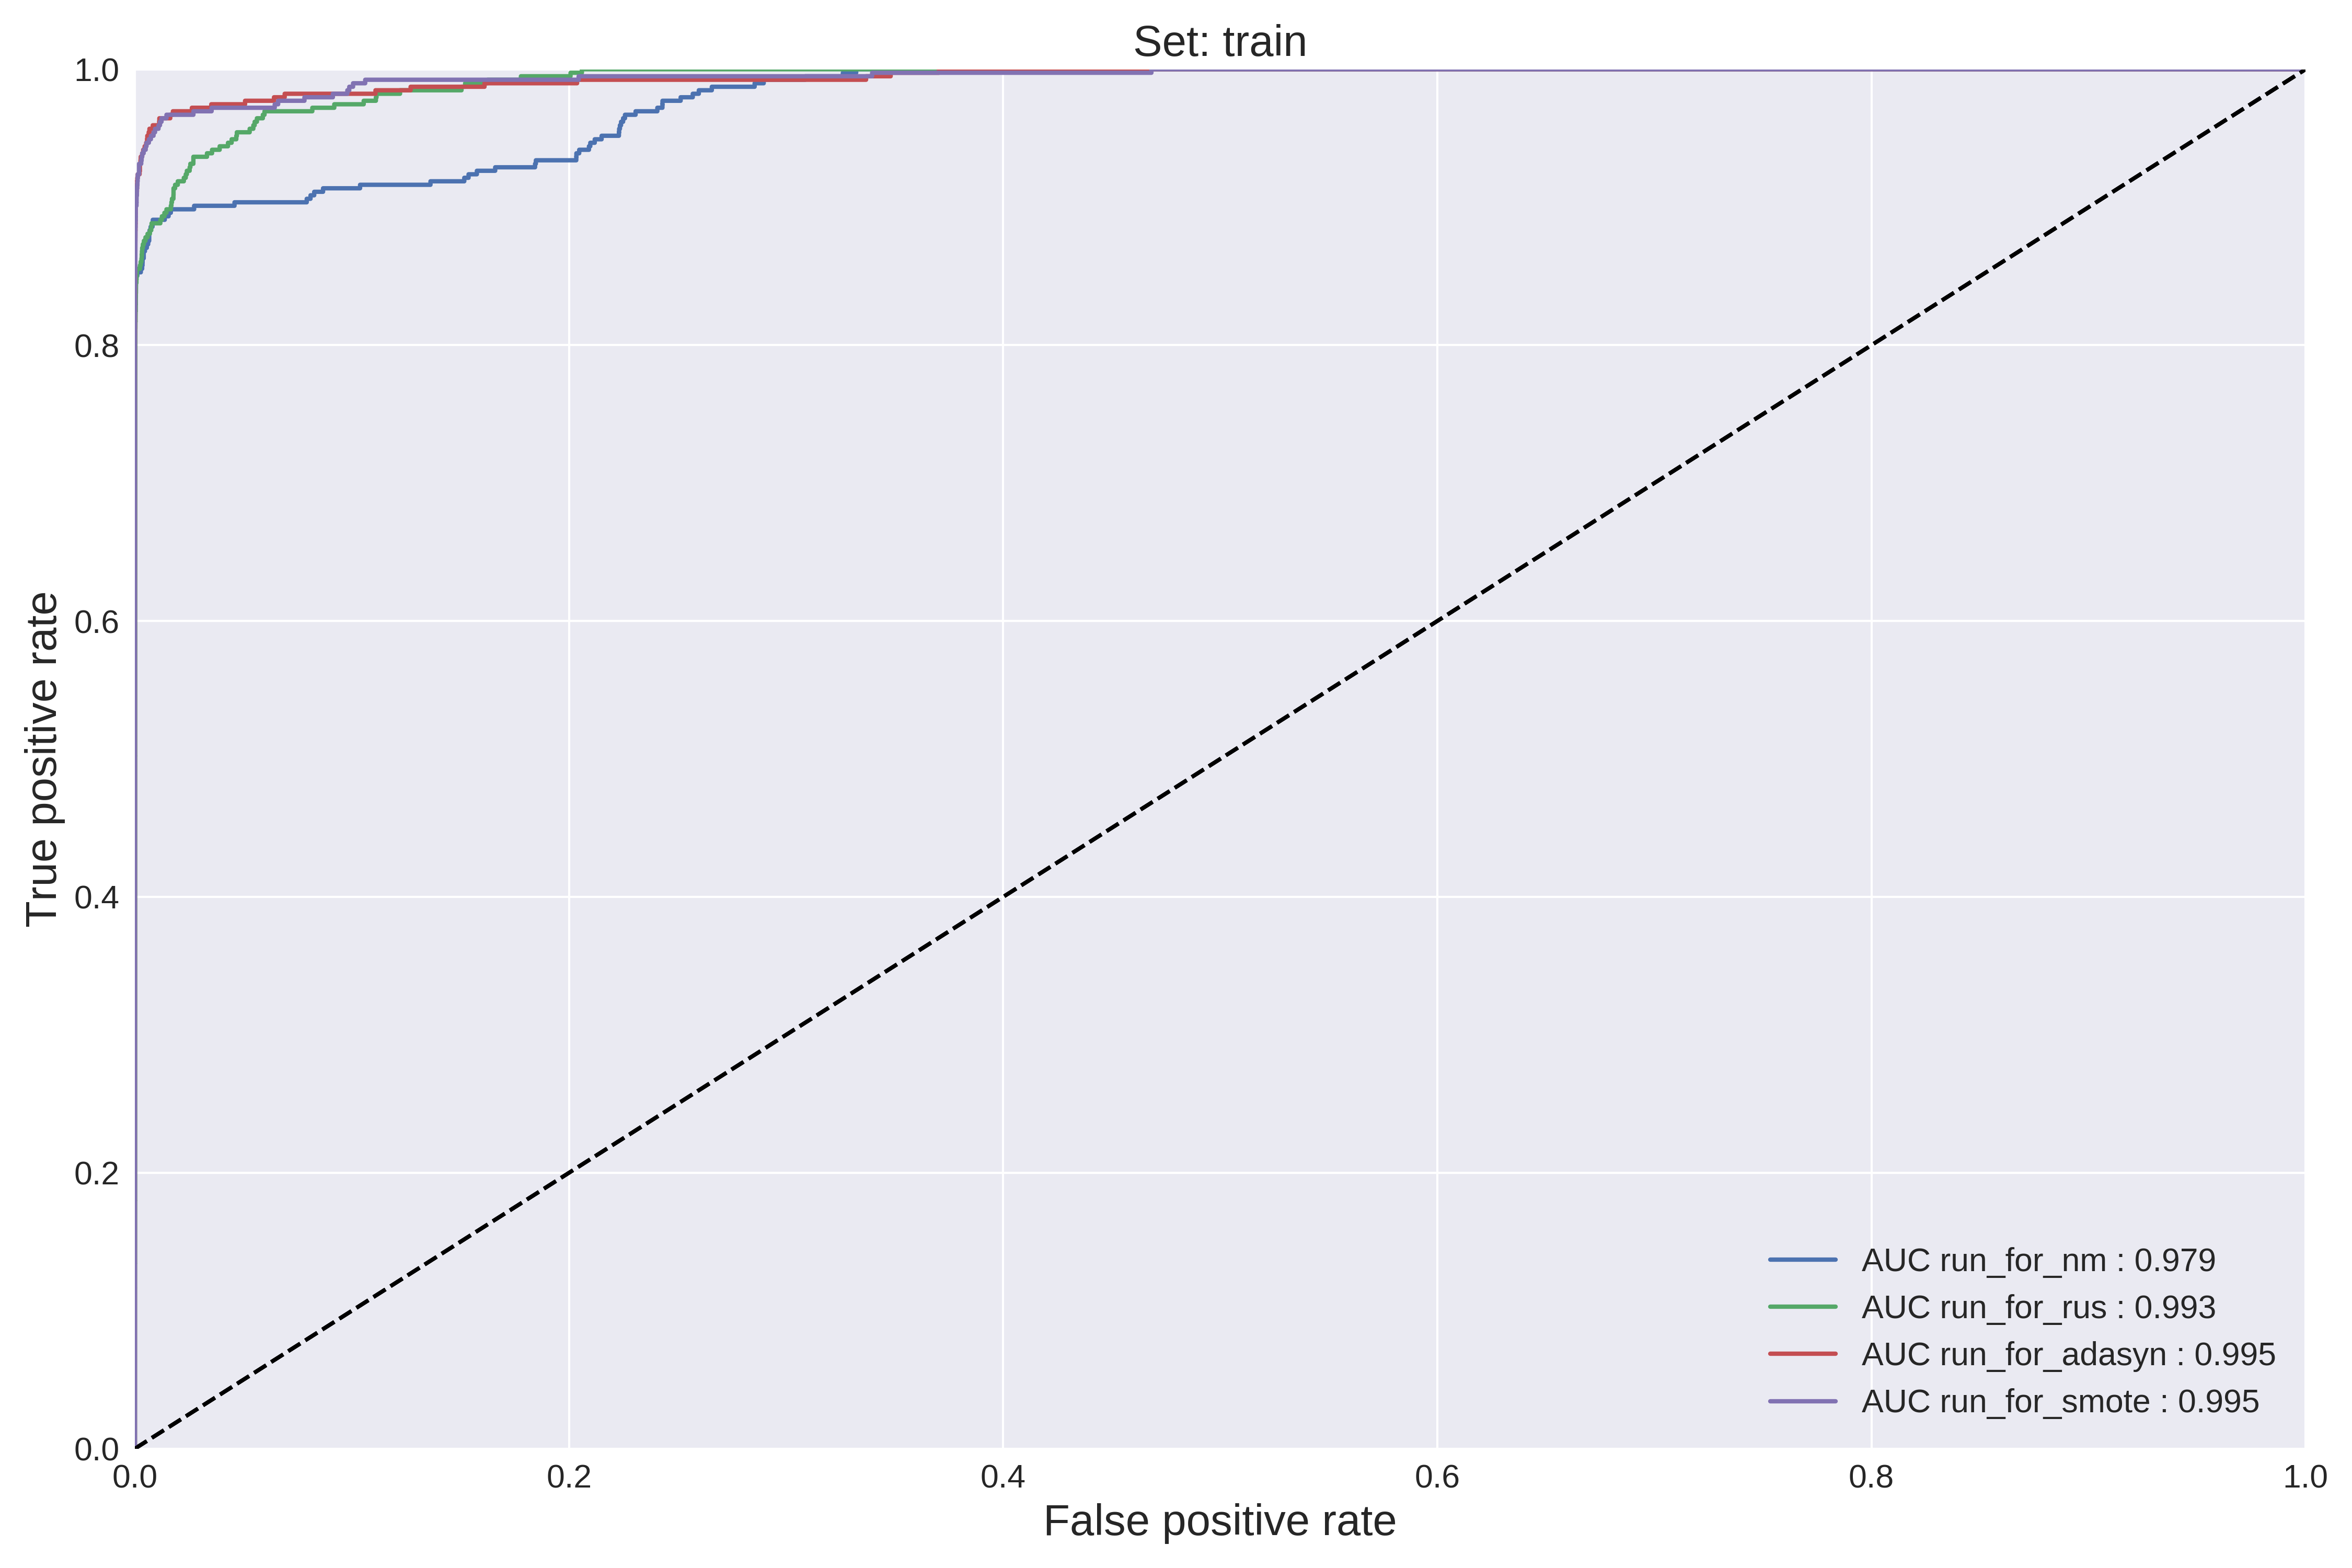 Set: train
1.0
0.8
0.6
0.4
0.2
0.0
True positive rate
0.0 0.2 0.4 0.6 0.8 1.0
False positive rate
AUC run_for_nm : 0.979
AUC run_for_rus : 0.993
AUC run_for_adasyn : 0.995
AUC run_for_smote : 0.995